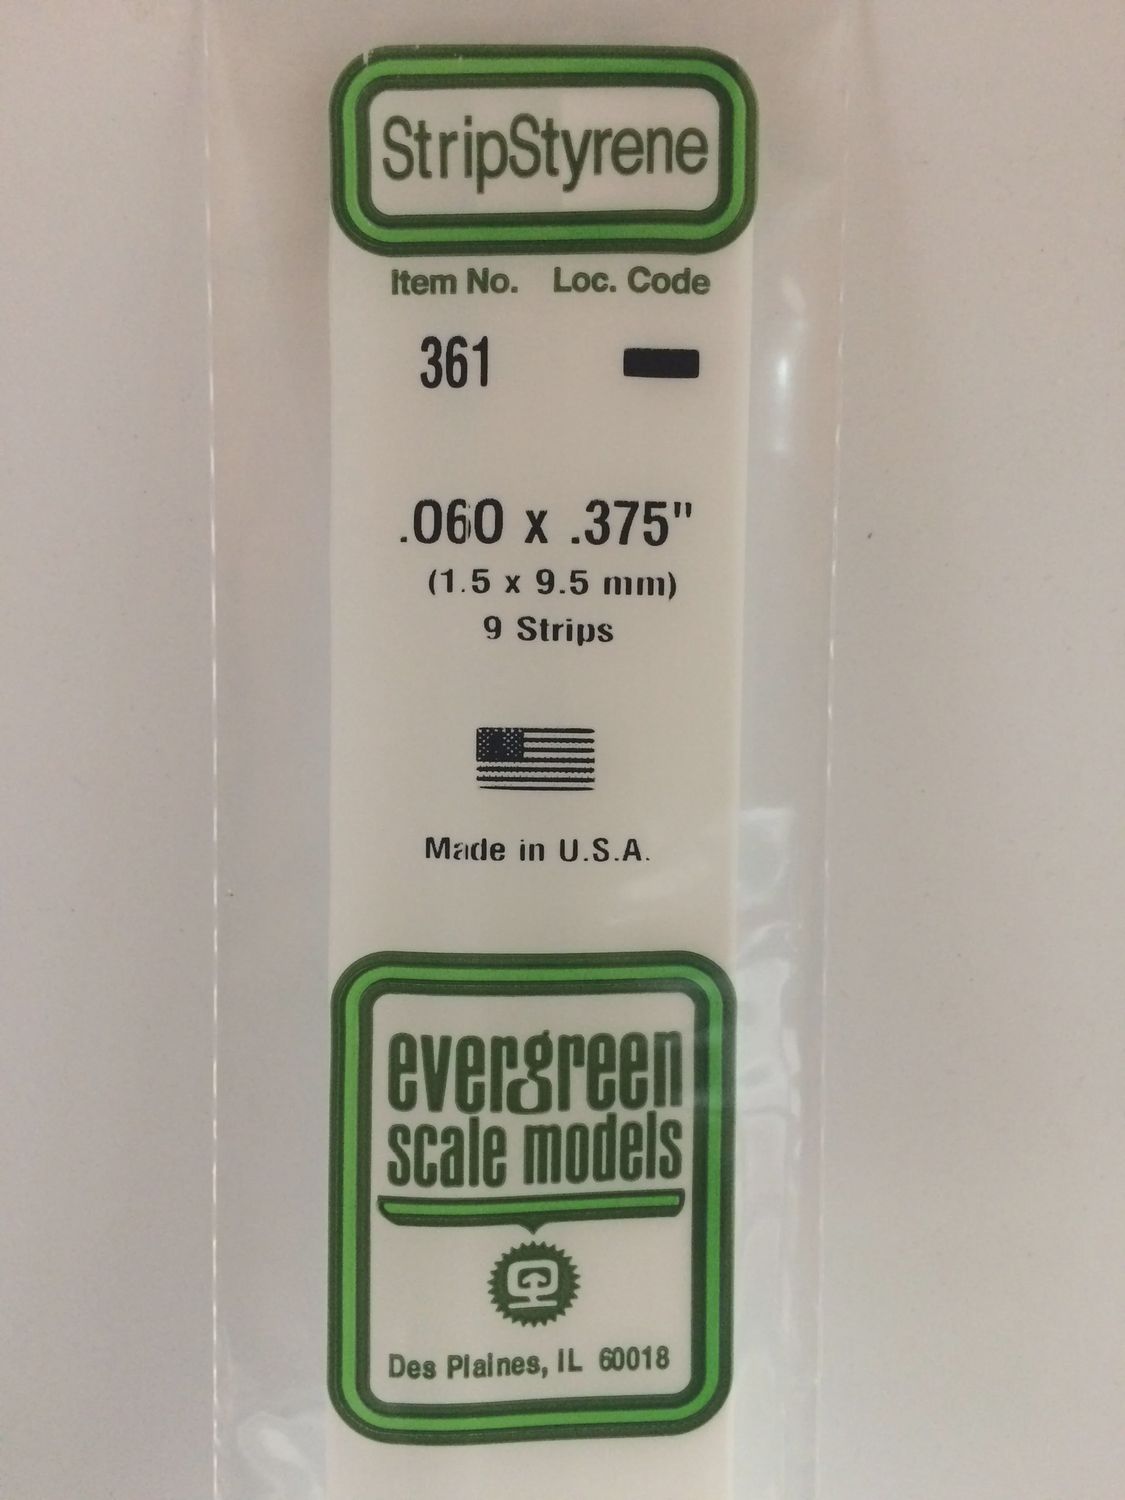 StripStyrene
Item No. Loc. Code
361
.060 x .375"
(1.5 x 9.5 mm)
9 Strips
Made in U.S.A.
evergreen
scale models
Des Plaines, IL 60018